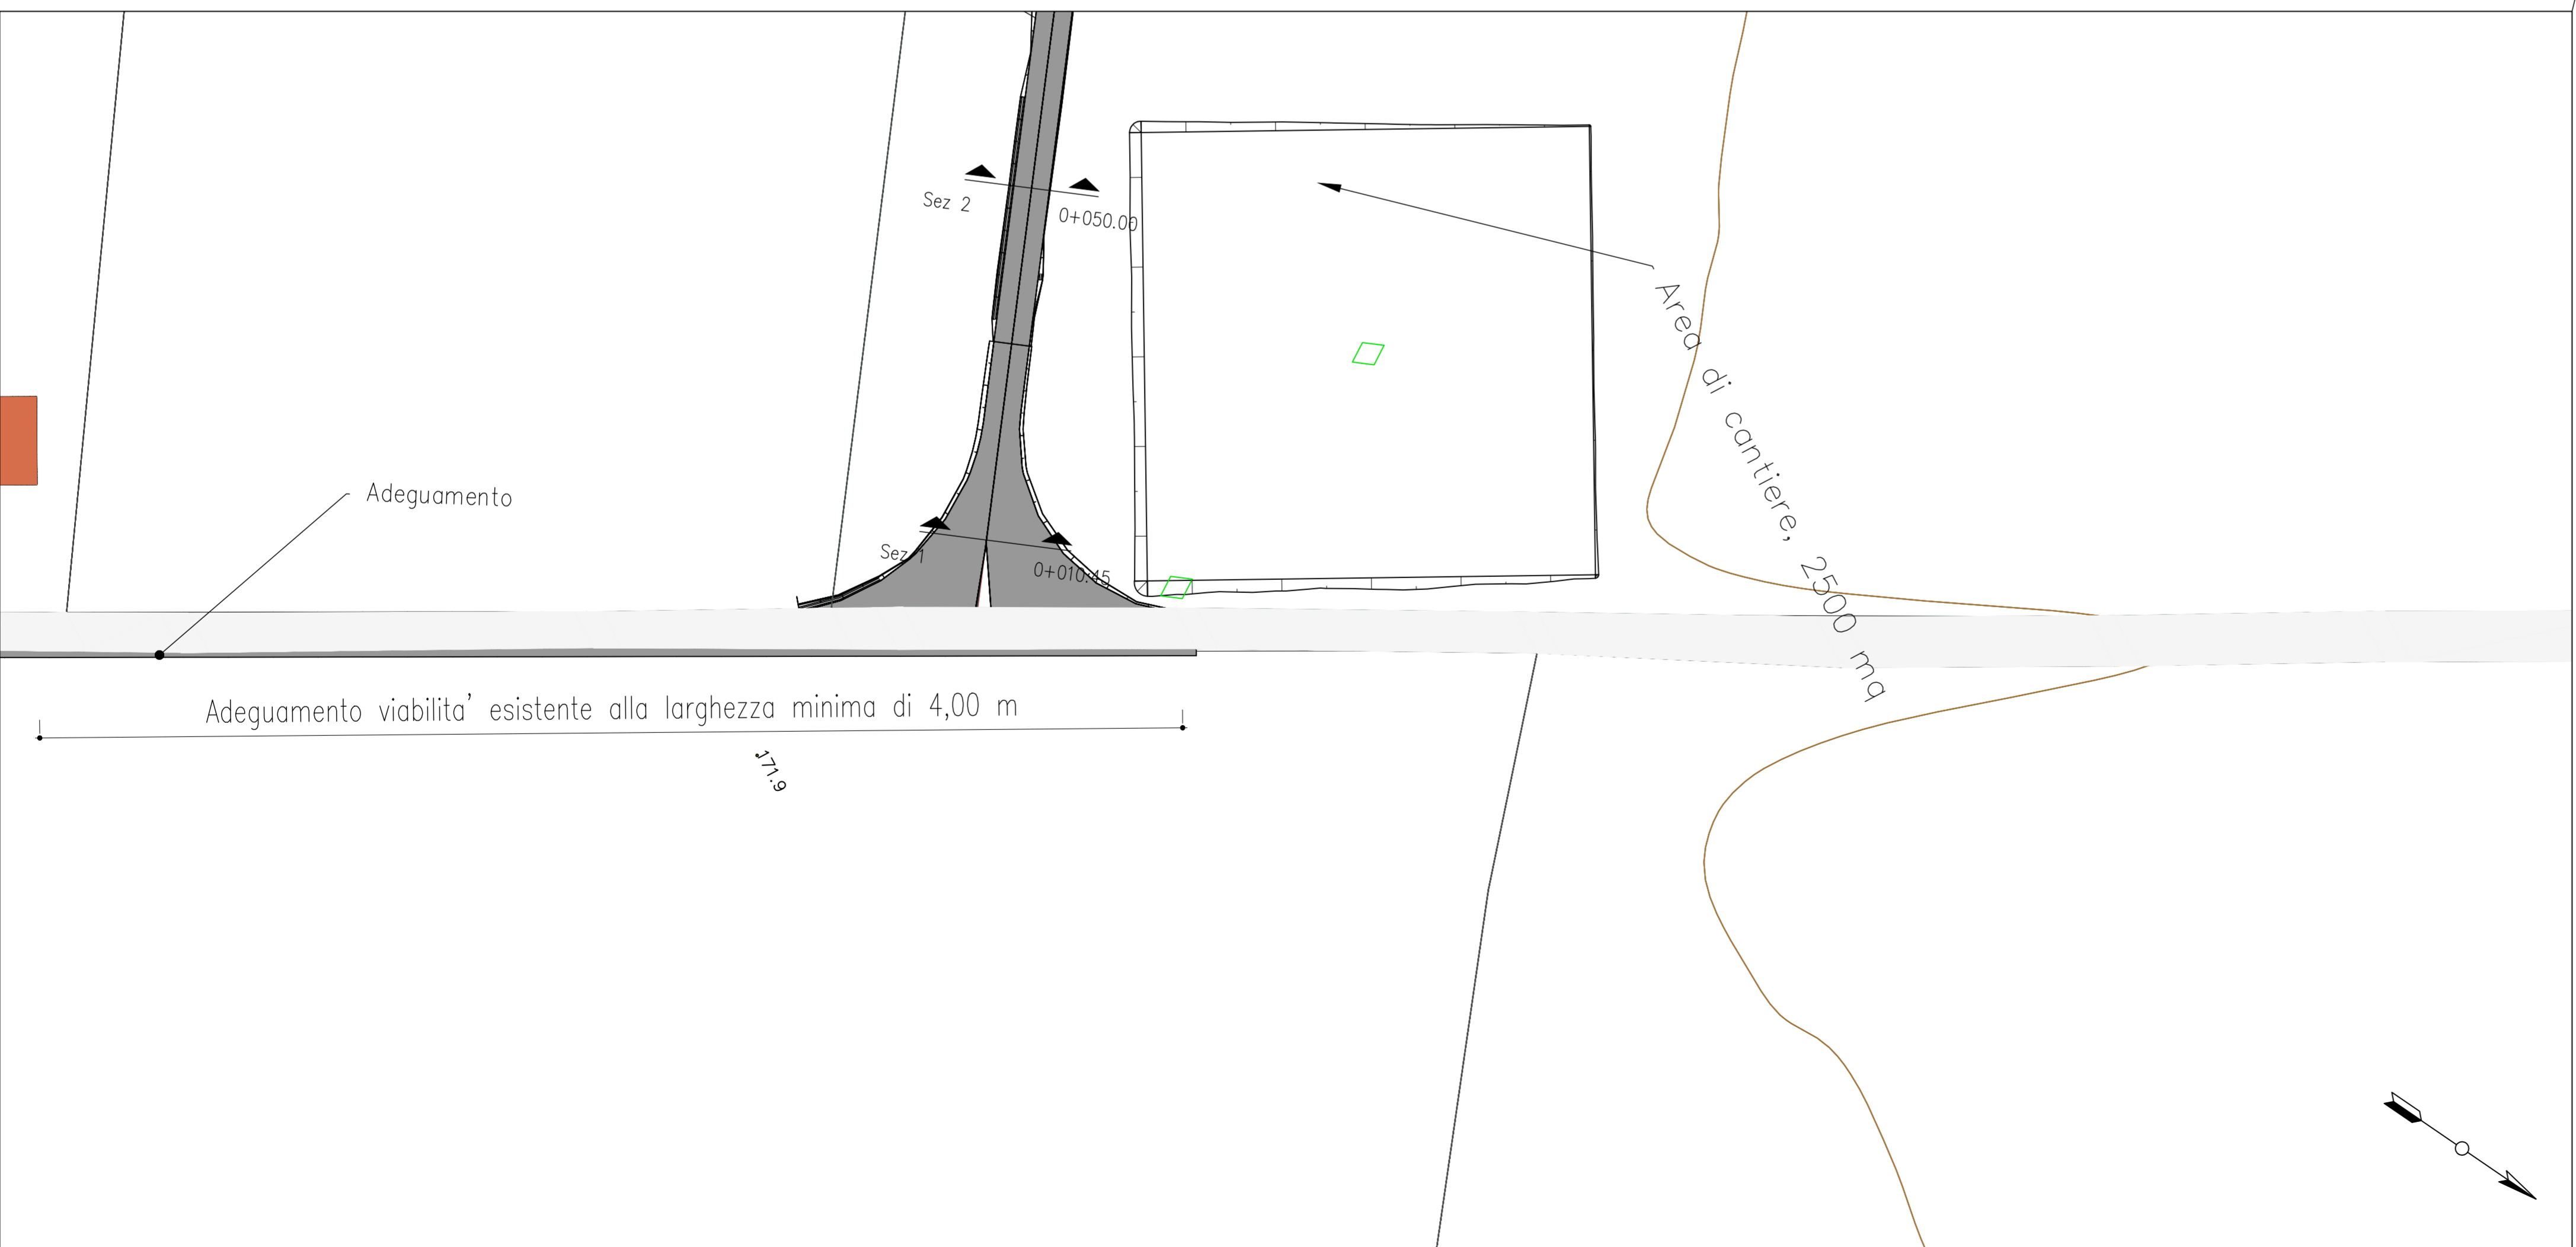 Sez 2
0+050.00
Area di cantiere, 2500 mq
Adeguamento
Sez 1
0+010.45
Adeguamento viabilita' esistente alla larghezza minima di 4,00 m
171.9